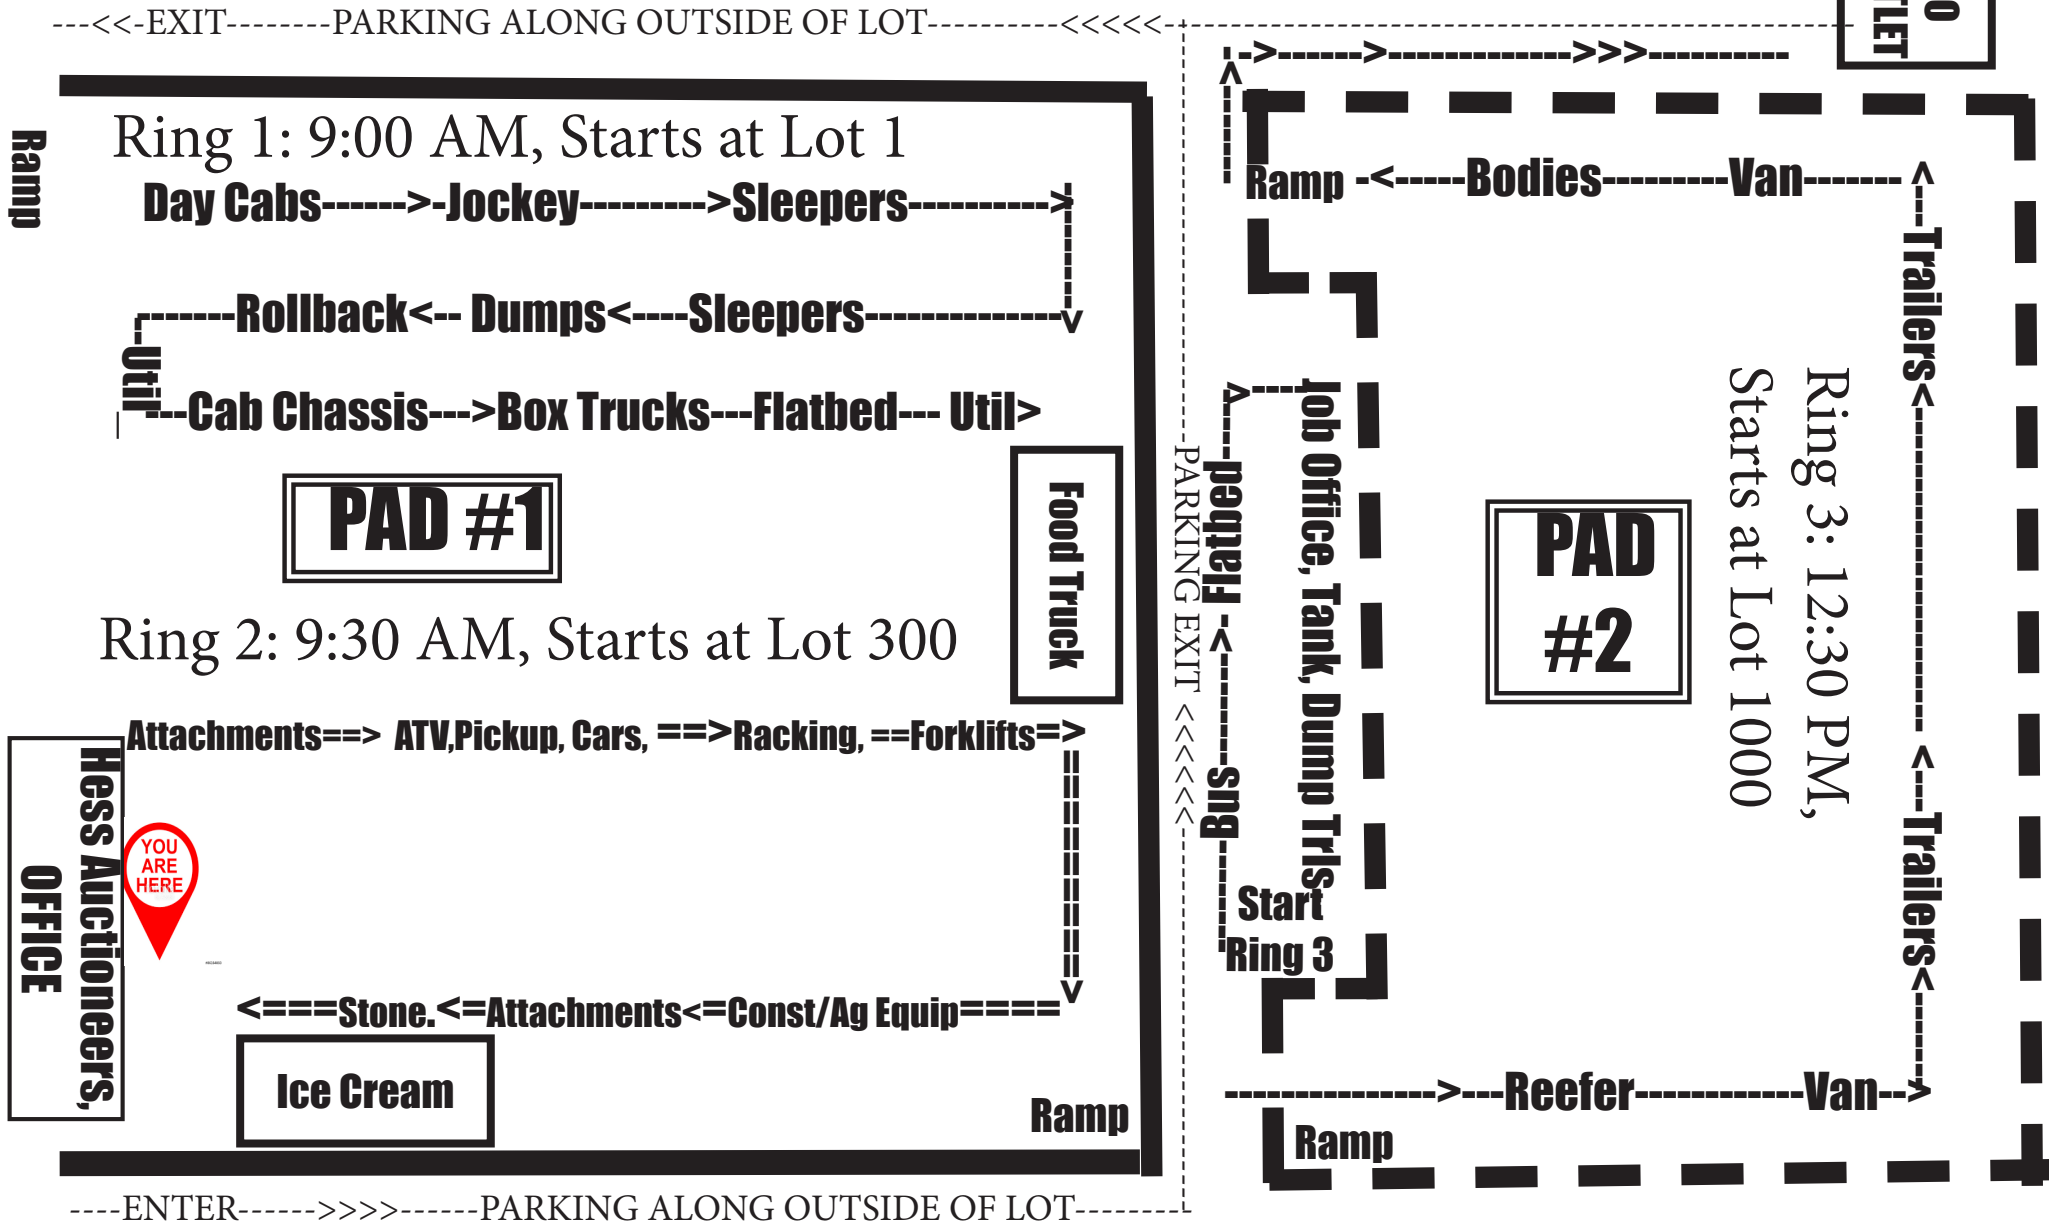 ---<<-EXIT--------PARKING ALONG OUTSIDE OF LOT----------<<<<<-----------------------------------------------------
TLET
O
->------>------------->>>----------
Ramp
Ring 1: 9:00 AM, Starts at Lot 1
Day Cabs------>-Jockey--------->Sleepers---------->
-------Rollback<-- Dumps<----Sleepers--------------
--Util
---Cab Chassis--->Box Trucks---Flatbed--- Util>
PAD #1
Food Truck
Ring 2: 9:30 AM, Starts at Lot 300
Attachments==> ATV,Pickup, Cars, ==>Racking, ==Forklifts=>
Hess Auctioneers,
OFFICE
YOU
ARE
HERE
<===Stone.<=Attachments<=Const/Ag Equip====
Ice Cream
Ramp
----ENTER------>>>>------PARKING ALONG OUTSIDE OF LOT---------
PARKING EXIT <<<<<<
--------Bus--------> - Flatbed----->
Job Office, Tank, Dump Trls
Start
Ring 3
Ramp -<-----Bodies---------Van-------
<---Trailers<------------------------ <---Trailers<-------
Ring 3: 12:30 PM,
Starts at Lot 1000
PAD
#2
--------------->---Reefer------------Van-->
Ramp